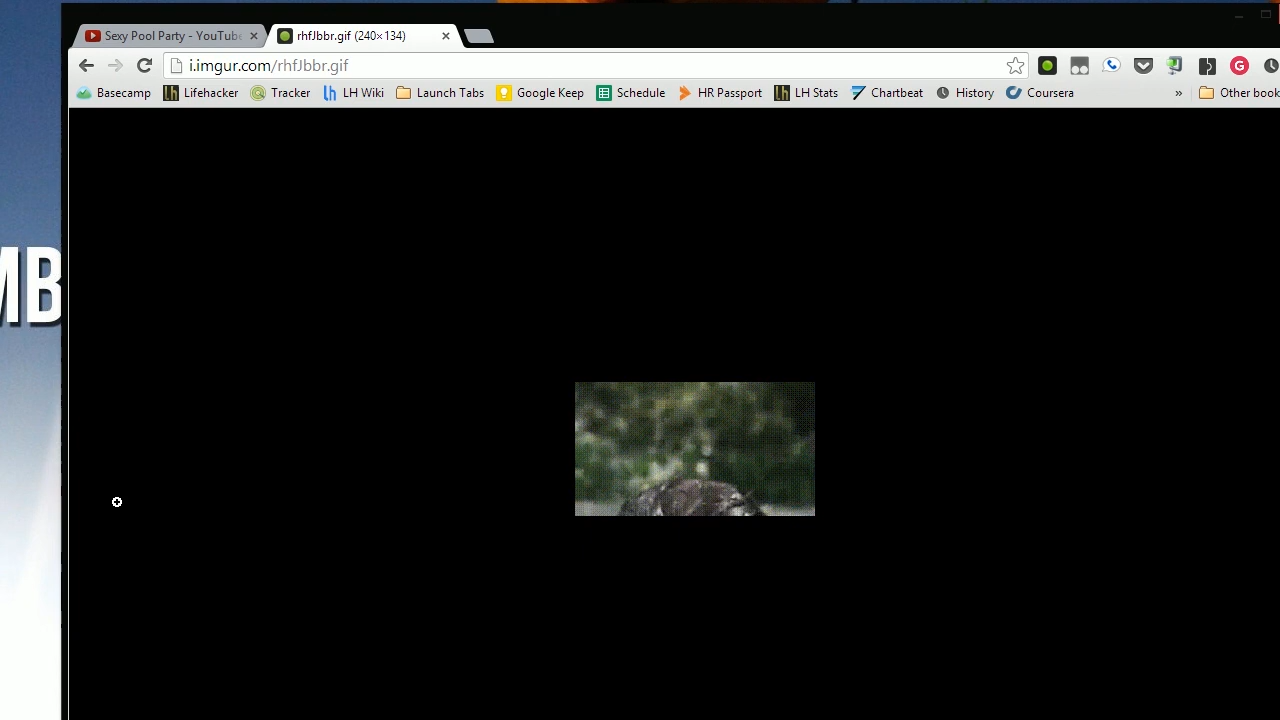 Sexy Pool Party - YouTube
rhfJbbr.gif (240×134)
i.imgur.com/rhfJbbr.gif
Basecamp
Lifehacker
Tracker
LH Wiki
Launch Tabs
Google Keep
Schedule
HR Passport
LH Stats
Chartbeat
History
Coursera
»
Other book
MB